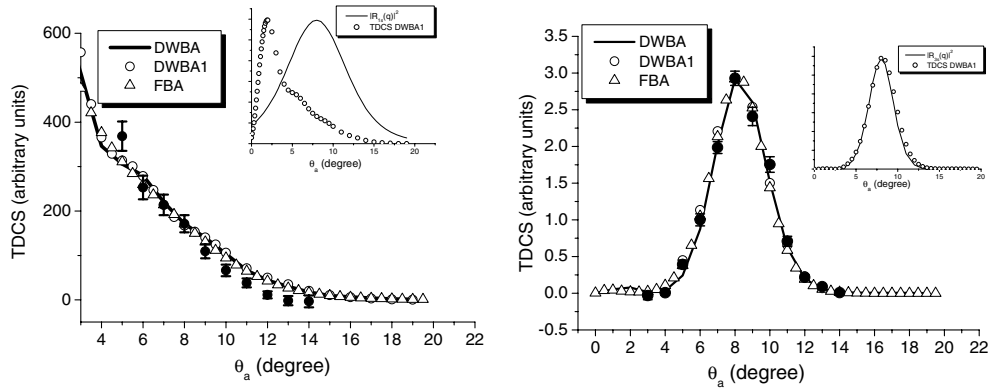 600
400
200
0
TDCS (arbitrary units)
DWBA
DWBA1
FBA
|R₁ₛ(q)|²
TDCS DWBA1
0 5 10 15 20
θₐ (degree)
4 6 8 10 12 14 16 18 20 22
θₐ (degree)
3.5
3.0
2.5
2.0
1.5
1.0
0.5
0.0
-0.5
TDCS (arbitrary units)
DWBA
DWBA1
FBA
TDCS DWBA1
0 5 10 15 20
θₐ (degree)
0 2 4 6 8 10 12 14 16 18 20 22
θₐ (degree)